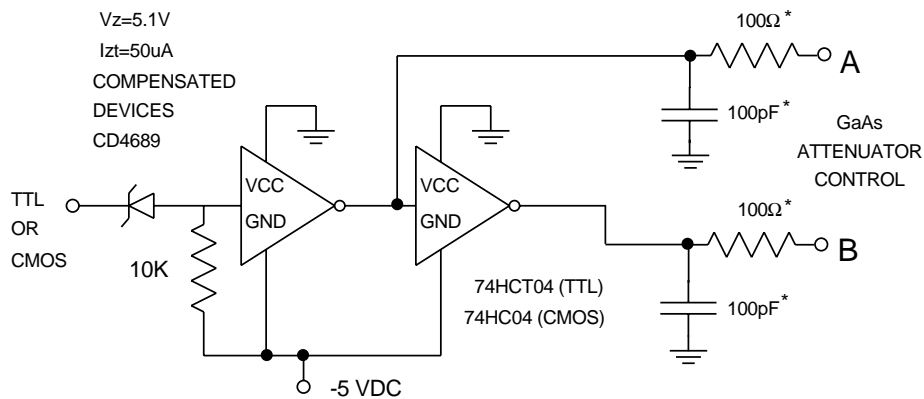 Vz=5.1V
Izt=50uA
COMPENSATED
DEVICES
CD4689
TTL
OR
CMOS
10K
VCC
GND
VCC
GND
-5 VDC
74HCT04 (TTL)
74HC04 (CMOS)
100Ω*
A
100pF*
GaAs
ATTENUATOR
CONTROL
100Ω*
B
100pF*